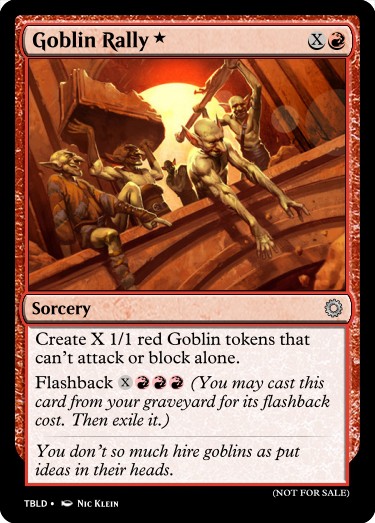 Goblin Rally ★ X
Sorcery
Create X 1/1 red Goblin tokens that
can't attack or block alone.
Flashback X (You may cast this
card from your graveyard for its flashback
cost. Then exile it.)
You don't so much hire goblins as put
ideas in their heads.
(NOT FOR SALE)
TBLD • Nic Klein